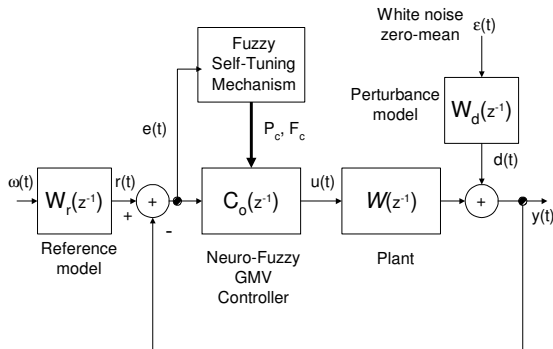 White noise
zero-mean
ε(t)
Fuzzy
Self-Tuning
Mechanism
Perturbance
model
W_d(z⁻¹)
e(t)
P_c, F_c
d(t)
ω(t)
W_r(z⁻¹)
r(t)
+
+
-
C_o(z⁻¹)
u(t)
W(z⁻¹)
+
y(t)
Reference
model
Neuro-Fuzzy
GMV
Controller
Plant